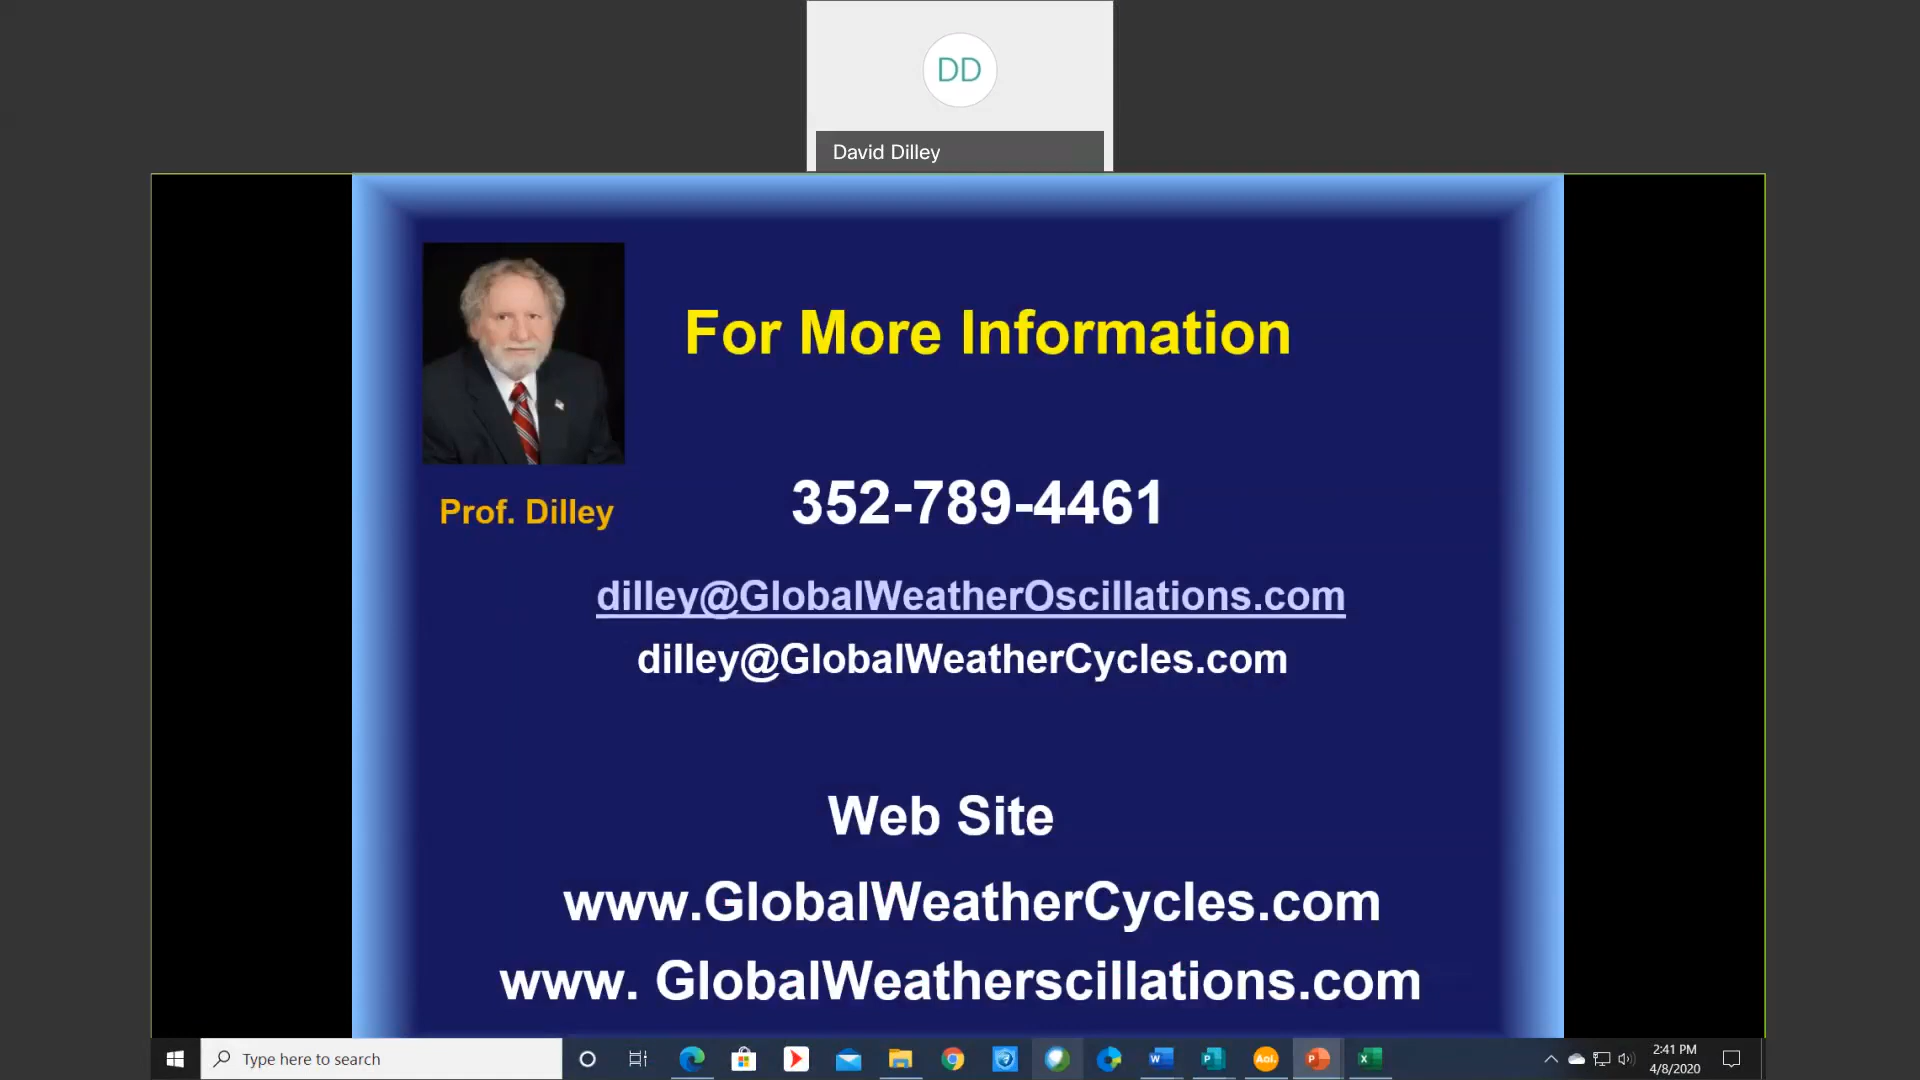 DD
David Dilley
For More Information
352-789-4461
Prof. Dilley
dilley@GlobalWeatherOscillations.com
dilley@GlobalWeatherCycles.com
Web Site
www.GlobalWeatherCycles.com
www. GlobalWeatherscillations.com
Type here to search
Aol.
2:41 PM
4/8/2020